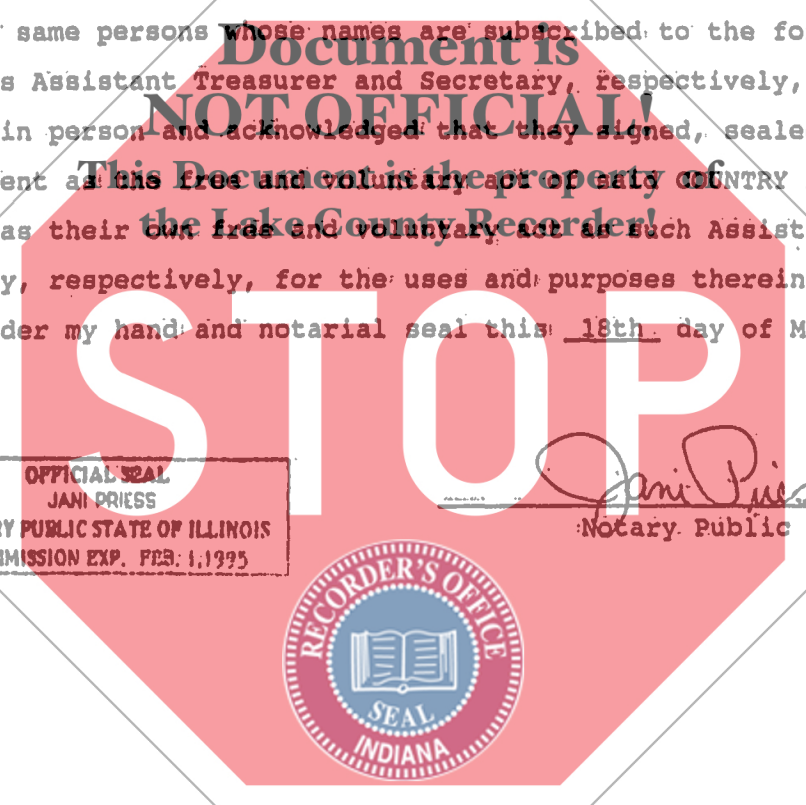 same persons whose names are subscribed to the fo
Document is
s Assistant Treasurer and Secretary, respectively,
NOT OFFICIAL!
in person and acknowledged that they signed, seale
This Document is the property of
ent as the free and voluntary act of said COUNTRY
the Lake County Recorder!
as their own free and voluntary act as such Assist
y, respectively, for the uses and purposes therein
der my hand and notarial seal this 18th day of M
STOP
OFFICIAL SEAL
JANI PRIESS
RY PUBLIC STATE OF ILLINOIS
MMISSION EXP. FEB. 1,1995
Jani Pries
Notary Public
RECORDER'S OFFICE
SEAL
INDIANA